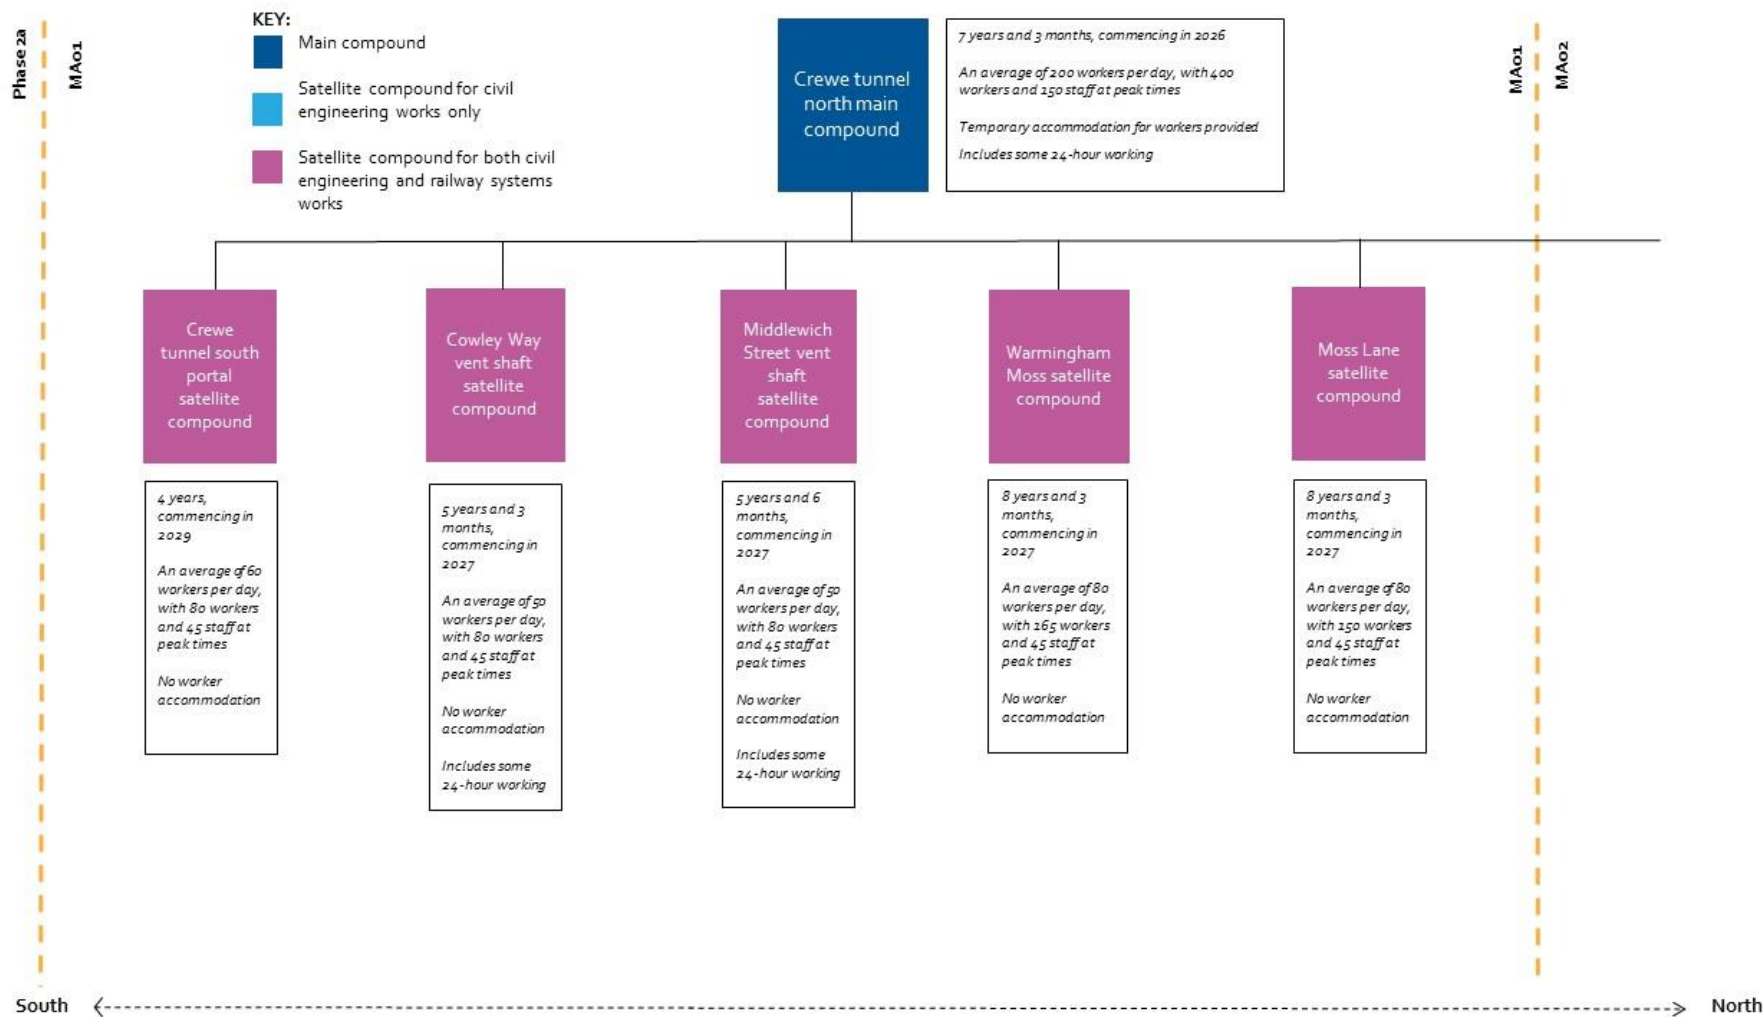 Phase 2a
MA01
KEY:
Main compound
Satellite compound for civil
engineering works only
Satellite compound for both civil
engineering and railway systems
works
Crewe tunnel
north main
compound
7 years and 3 months, commencing in 2026
An average of 200 workers per day, with 400
workers and 150 staff at peak times
Temporary accommodation for workers provided
Includes some 24-hour working
MA01
MA02
Crewe
tunnel south
portal
satellite
compound
4 years,
commencing in
2029
An average of 60
workers per day,
with 80 workers
and 45 staff at
peak times
No worker
accommodation
Cowley Way
vent shaft
satellite
compound
5 years and 3
months,
commencing in
2027
An average of 50
workers per day,
with 80 workers
and 45 staff at
peak times
No worker
accommodation
Includes some
24-hour working
Middlewich
Street vent
shaft
satellite
compound
5 years and 6
months,
commencing in
2027
An average of 50
workers per day,
with 80 workers
and 45 staff at
peak times
No worker
accommodation
Includes some
24-hour working
Warmingham
Moss satellite
compound
8 years and 3
months,
commencing in
2027
An average of 80
workers per day,
with 165 workers
and 45 staff at
peak times
No worker
accommodation
Moss Lane
satellite
compound
8 years and 3
months,
commencing in
2027
An average of 80
workers per day,
with 150 workers
and 45 staff at
peak times
No worker
accommodation
South
North